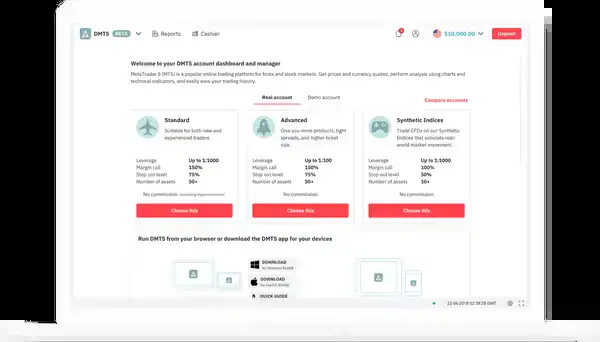 DMT5 BETA Reports Cashier $10,000.00 Deposit
Welcome to your DMT5 account dashboard and manager
MetaTrader 5 (MT5) is a popular online trading platform for forex and stock markets. Get prices and currency quotes, perform analysis using charts and
technical indicators, and easily view your trading history.
Real account Demo account Compare accounts
Standard
Suitable for both new and
experienced traders.
Leverage Up to 1:1000
Margin call 150%
Stop out level 75%
Number of assets 50+
No commission
Choose this
Advanced
Give you more products, tight
spreads, and higher ticket
size.
Leverage Up to 1:100
Margin call 150%
Stop out level 75%
Number of assets 50+
No commission
Choose this
Synthetic Indices
Trade CFDs on our Synthetic
Indices that simulate real-
world market movement.
Leverage Up to 1:1000
Margin call 100%
Stop out level 50%
Number of assets 10+
No commission
Choose this
Run DMT5 from your browser or download the DMT5 app for your devices
DOWNLOAD
for Windows
DOWNLOAD
for macOS
QUICK GUIDE
22-06-2018 02:38:28 GMT